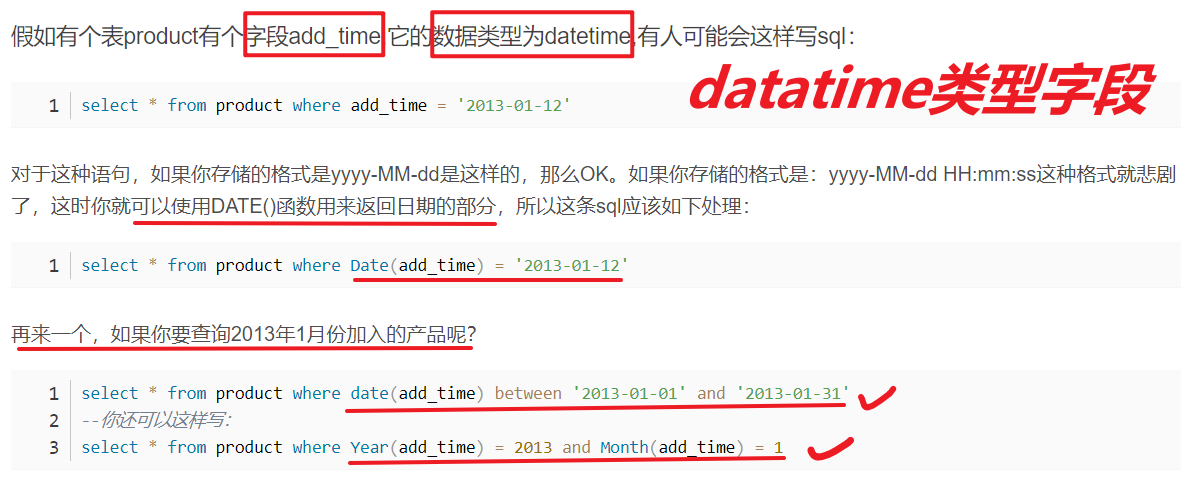 假如有个表product有个字段add_time,它的数据类型为datetime,有人可能会这样写sql：
datatime类型字段
1 select * from product where add_time = '2013-01-12'
对于这种语句，如果你存储的格式是yyyy-MM-dd是这样的，那么OK。如果你存储的格式是：yyyy-MM-dd HH:mm:ss这种格式就悲剧
了，这时你就可以使用DATE()函数用来返回日期的部分，所以这条sql应该如下处理：
1 select * from product where Date(add_time) = '2013-01-12'
再来一个，如果你要查询2013年1月份加入的产品呢？
1 select * from product where date(add_time) between '2013-01-01' and '2013-01-31'
2 --你还可以这样写：
3 select * from product where Year(add_time) = 2013 and Month(add_time) = 1